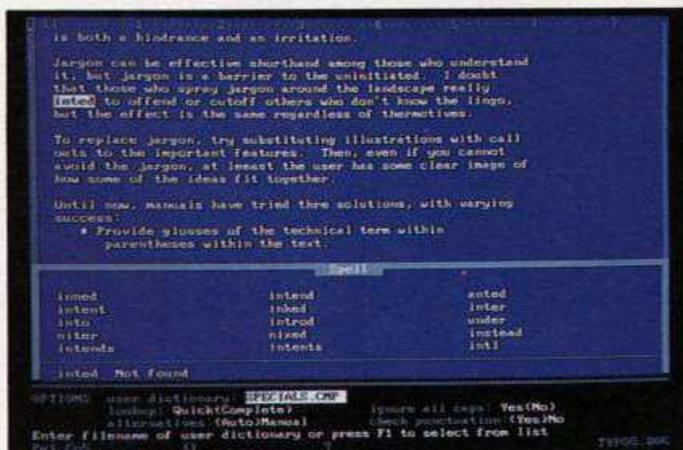 is both a hindrance and an irritation.
Jargon can be effective shorthand among those who understand
it, but jargon is a barrier to the uninitiated. I doubt
that those who spray jargon around the landscape really
inted to offend or cutoff others who don't know the lingo,
but the effect is the same regardless of thermotives.
To replace jargon, try substituting illustrations with call
outs to the important features. Then, even if you cannot
avoid the jargon, at least the user has some clear image of
how some of the ideas fit together.
Until now, manuals have tried thre solutions, with varying
success:
* Provide glosses of the technical term within
parentheses within the text.
Spell
inned intend anted
intent inked inter
into introd under
niter nixed instead
intends intents intl
inted Not found
OPTIONS user dictionary: SPECIALS.CMP
lookup: Quick(Complete) ignore all caps: Yes(No)
alternatives:(Auto)Manual check punctuation:(Yes)No
Enter filename of user dictionary or press F1 to select from list
TYPOS.DOC